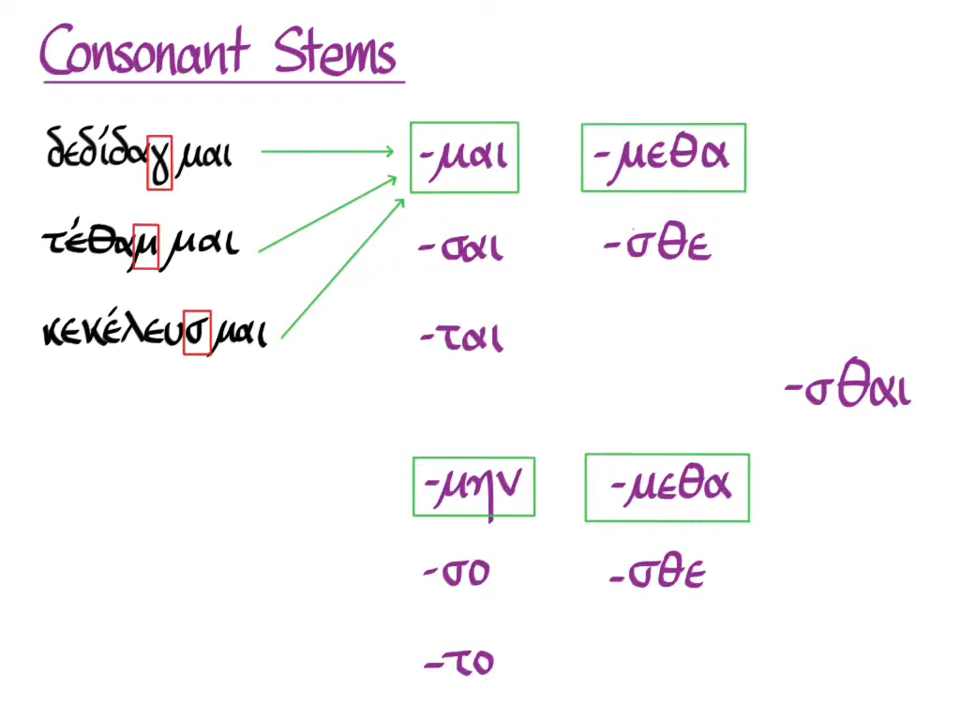 Consonant Stems
δεδίδαγμαι -μαι -μεθα
τέθαμμαι -σαι -σθε
κεκέλευσμαι -ται
-σθαι
-μην -μεθα
-σο -σθε
-το